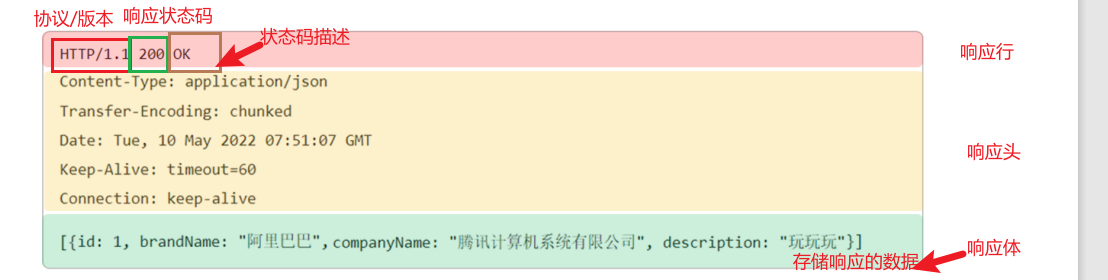 协议/版本 响应状态码
状态码描述
HTTP/1.1 200 OK
响应行
Content-Type: application/json
Transfer-Encoding: chunked
Date: Tue, 10 May 2022 07:51:07 GMT
响应头
Keep-Alive: timeout=60
Connection: keep-alive
[{id: 1, brandName: "阿里巴巴", companyName: "腾讯计算机系统有限公司", description: "玩玩玩"}]
响应体
存储响应的数据